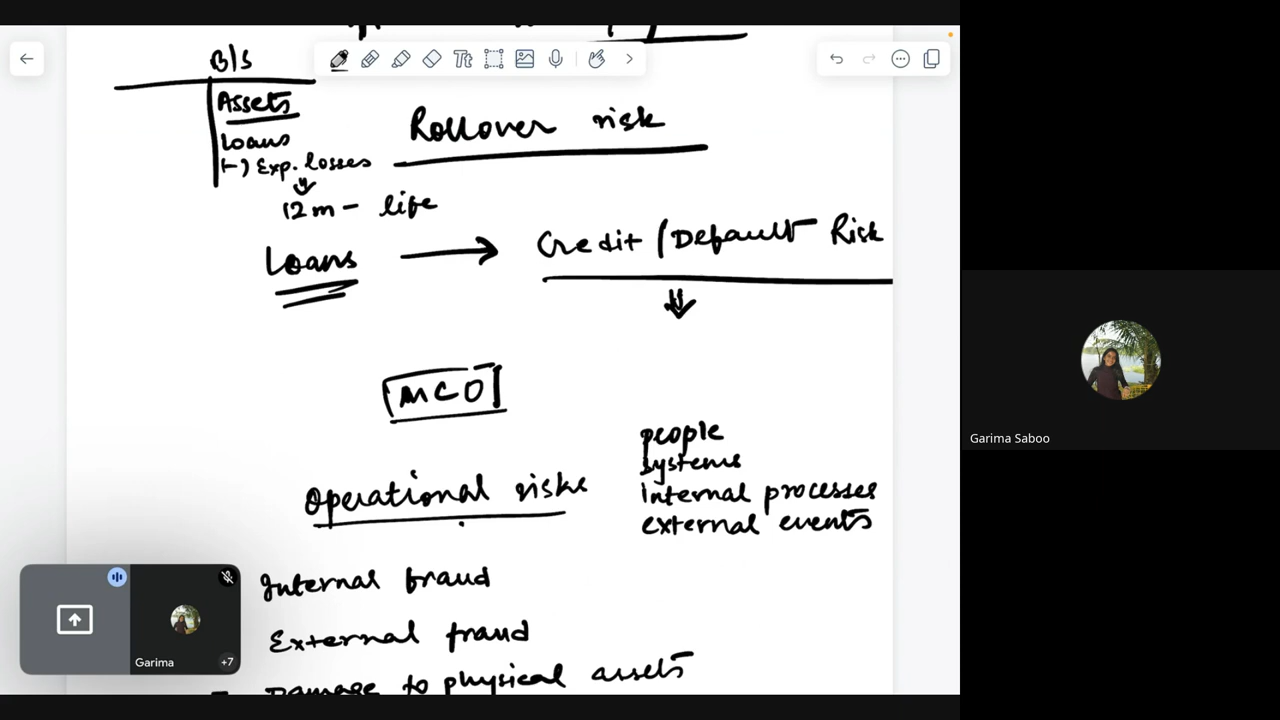 B/S
Assets
Loans
(-) Exp. losses
12m - life
Rollover risk
Loans → Credit / Default Risk
MCO
people
systems
internal processes
external events
Operational risks
Internal fraud
External fraud
Damage to physical assets
Tt
Garima
+7
Garima Saboo